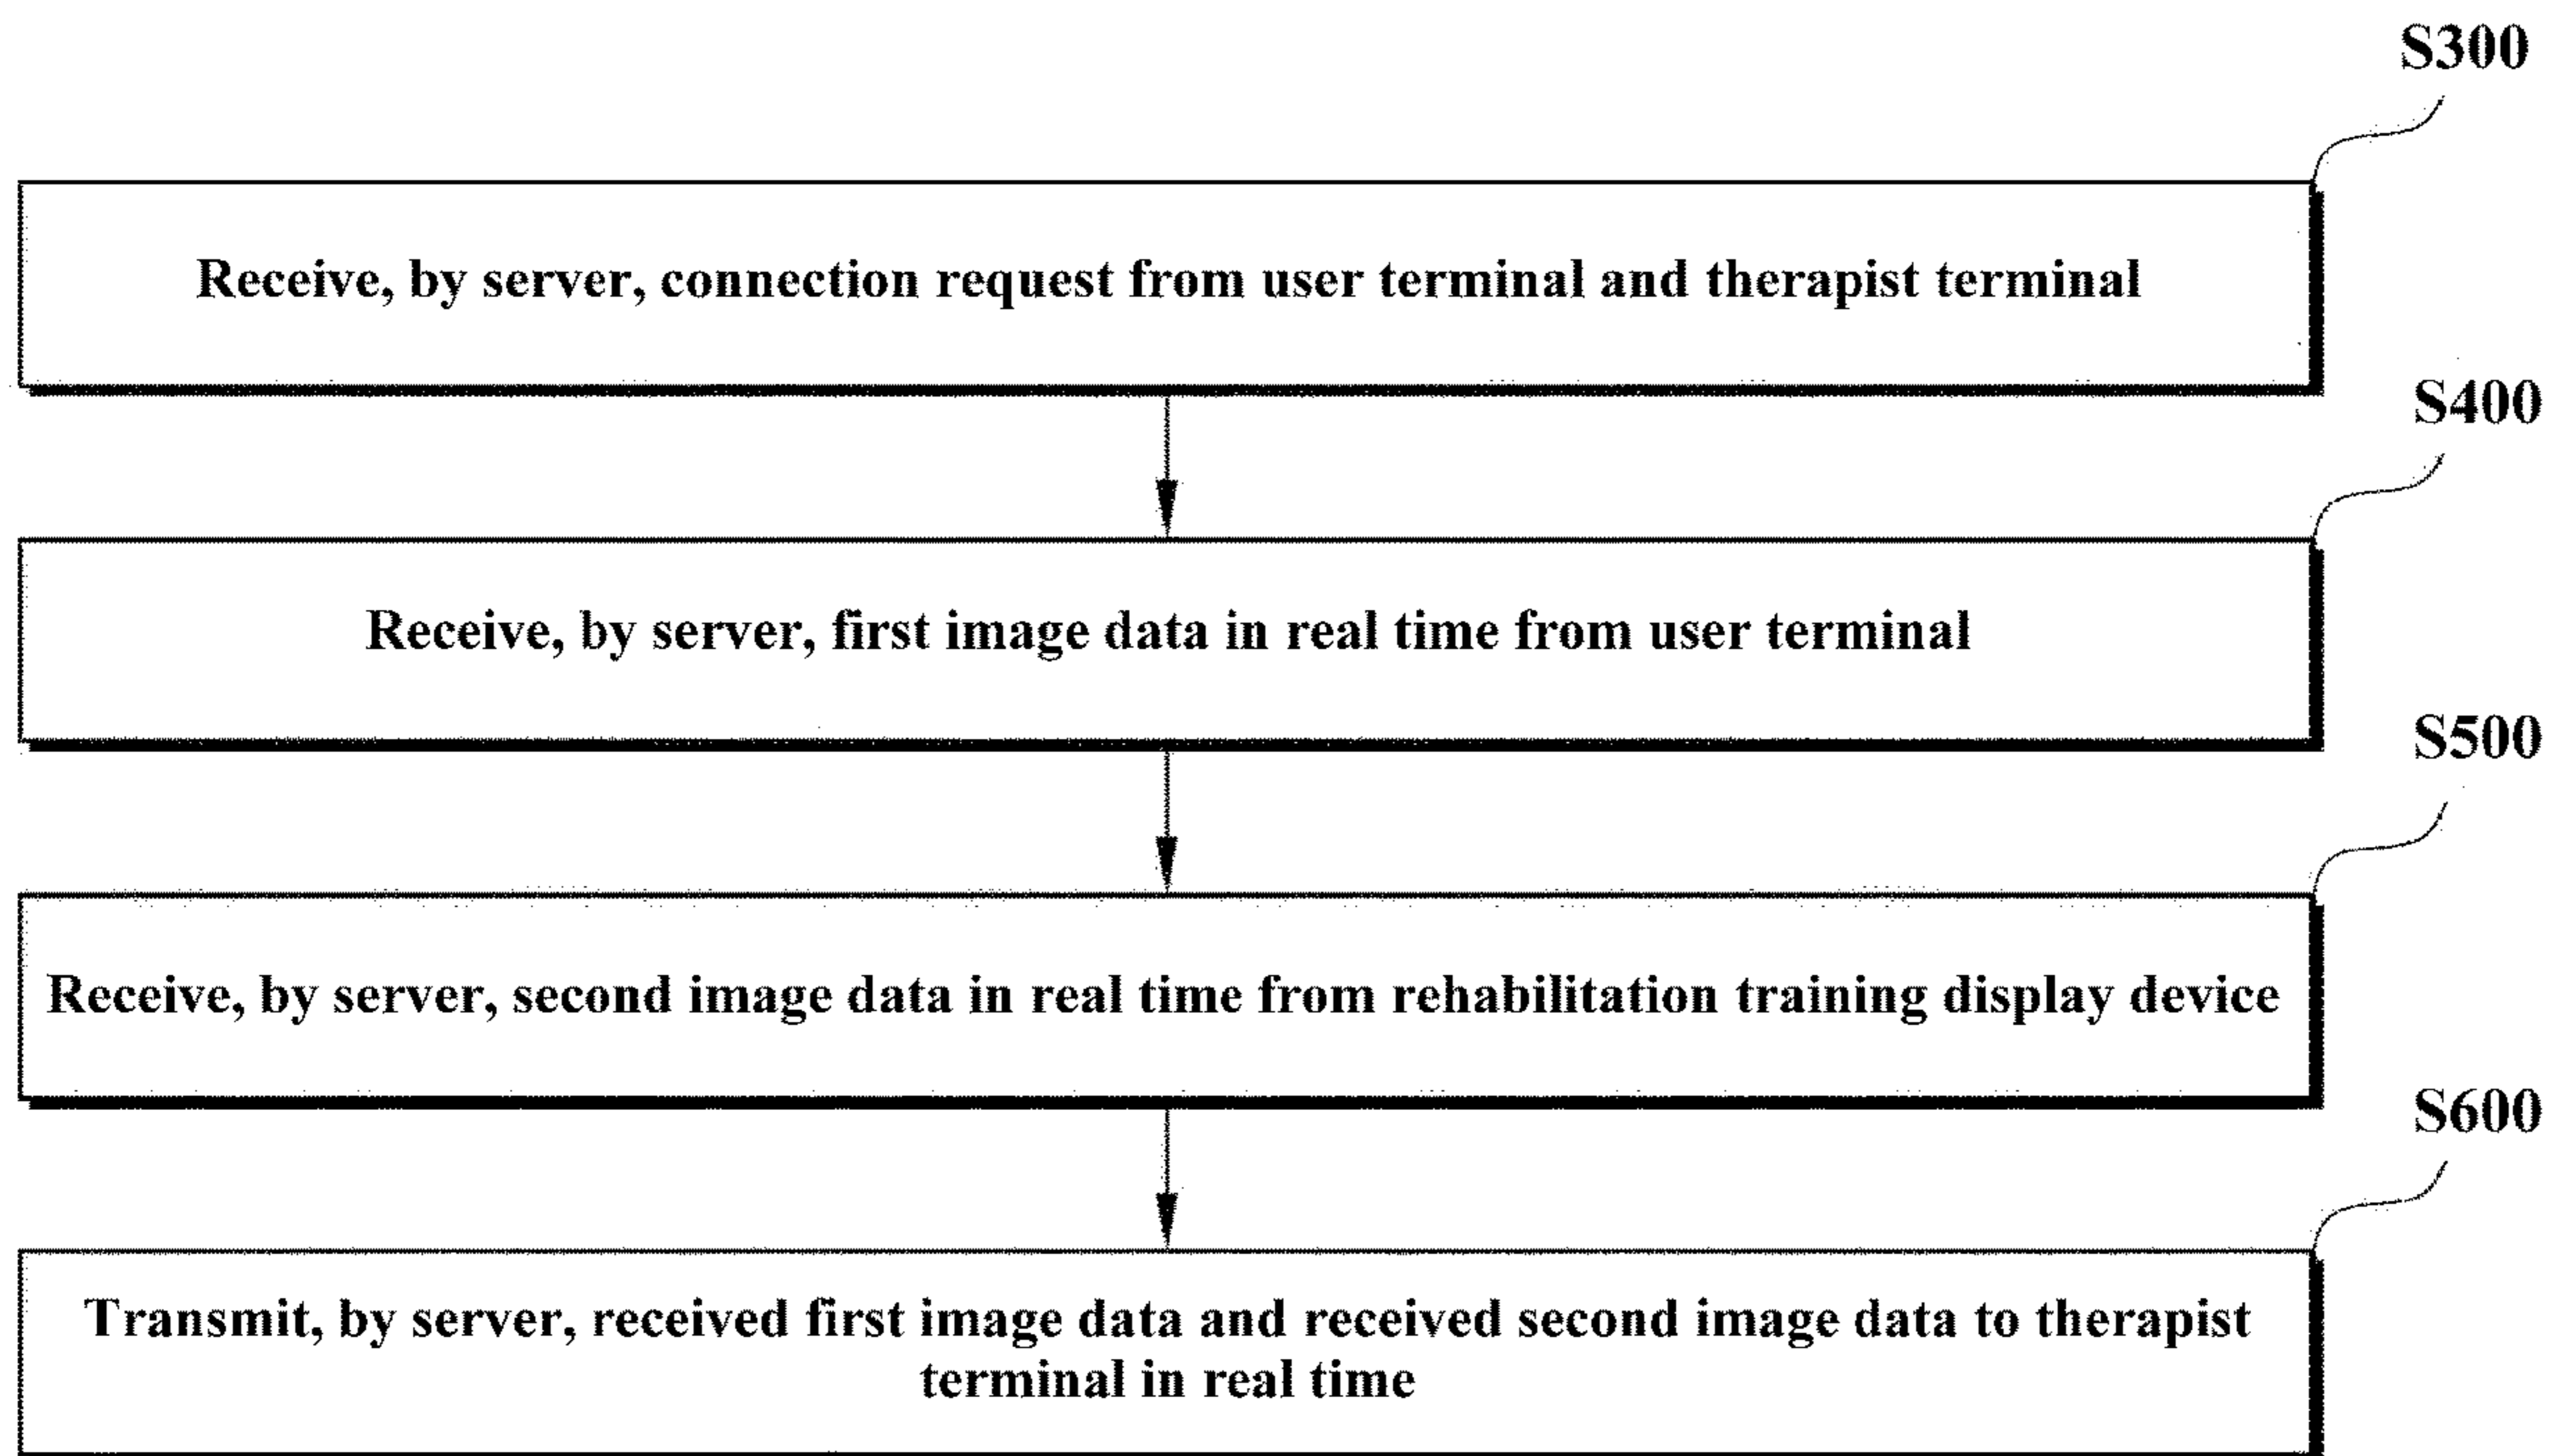 S300
Receive, by server, connection request from user terminal and therapist terminal
S400
Receive, by server, first image data in real time from user terminal
S500
Receive, by server, second image data in real time from rehabilitation training display device
S600
Transmit, by server, received first image data and received second image data to therapist
terminal in real time